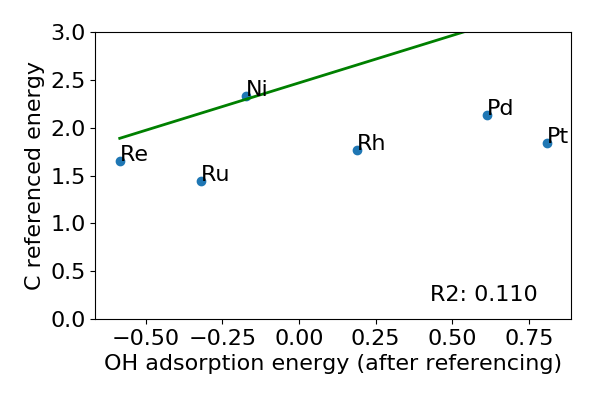 3.0
2.5
2.0
1.5
1.0
0.5
0.0
C referenced energy
Ni
Pd
Pt
Rh
Re
Ru
R2: 0.110
−0.50 −0.25 0.00 0.25 0.50 0.75
OH adsorption energy (after referencing)